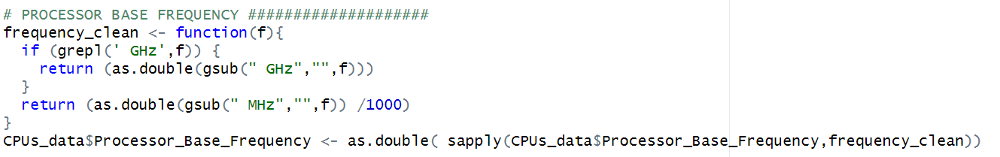 # PROCESSOR BASE FREQUENCY ####################
frequency_clean <- function(f){
  if (grepl(' GHz',f)) {
    return (as.double(gsub(" GHz","",f)))
  }
  return (as.double(gsub(" MHz","",f)) /1000)
}
CPUs_data$Processor_Base_Frequency <- as.double( sapply(CPUs_data$Processor_Base_Frequency,frequency_clean))